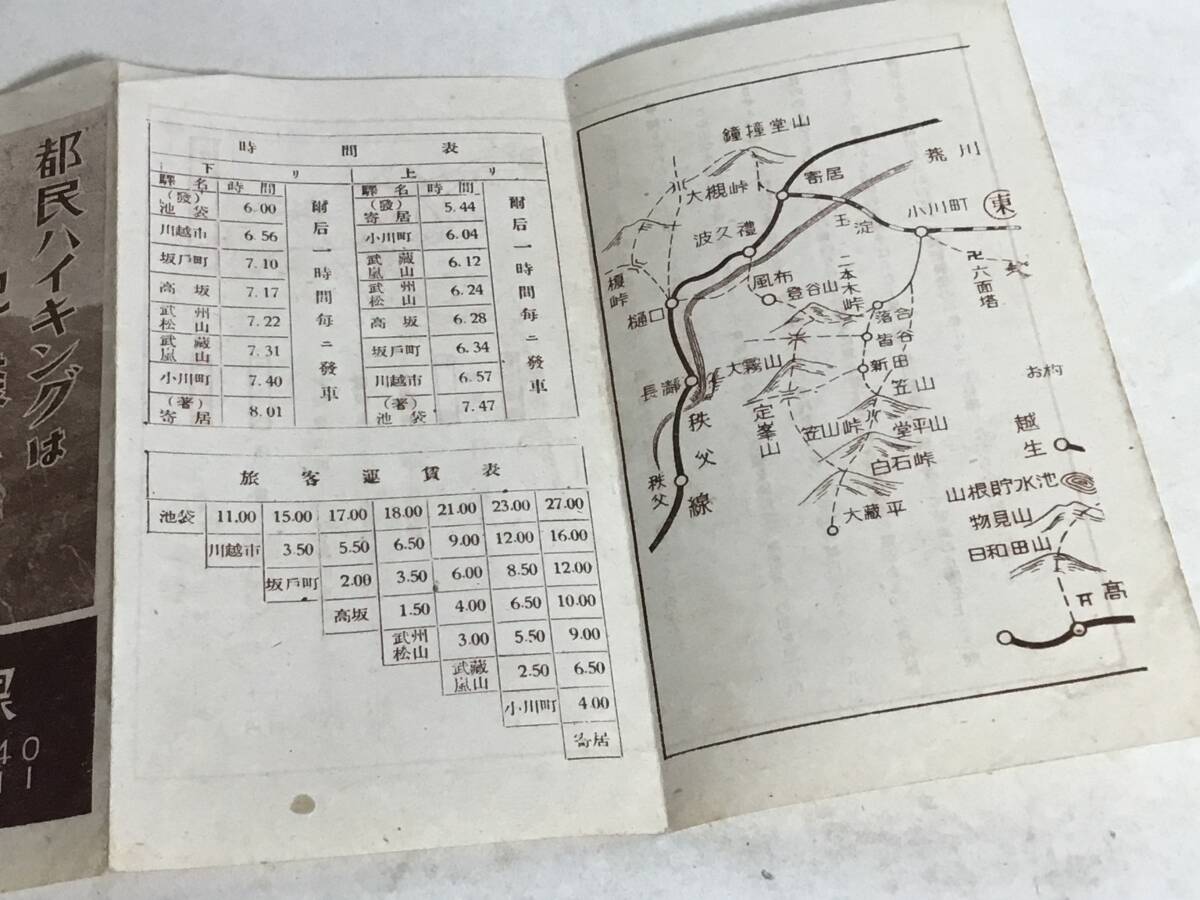 都民ハイキングは
時間表
下り
上り
驛名 時間
驛名 時間
(發)池袋 6.00
川越市 6.56
坂戸町 7.10
高坂 7.17
武州松山 7.22
武藏嵐山 7.31
小川町 7.40
(著)寄居 8.01
爾后一時間毎ニ發車
(發)寄居 5.44
小川町 6.04
武藏嵐山 6.12
武州松山 6.24
高坂 6.28
坂戸町 6.34
川越市 6.57
(著)池袋 7.47
爾后一時間毎ニ發車
旅客運賃表
池袋 11.00 15.00 17.00 18.00 21.00 23.00 27.00
川越市 3.50 5.50 6.50 9.00 12.00 16.00
坂戸町 2.00 3.50 6.00 8.50 12.00
高坂 1.50 4.00 6.50 10.00
武州松山 3.00 5.50 9.00
武藏嵐山 2.50 6.50
小川町 4.00
寄居
鐘撞堂山
大槻峠
寄居
荒川
玉淀
小川町
東
波久禮
風布
登谷山
二本木峠
卍六面塔
榎峠
樋口
落合
皆谷
新田
大霧山
長瀞
定峯山
笠山
笠山峠
堂平山
白石峠
大蔵平
秩父
秩父線
越生
山根貯水池
物見山
日和田山
高